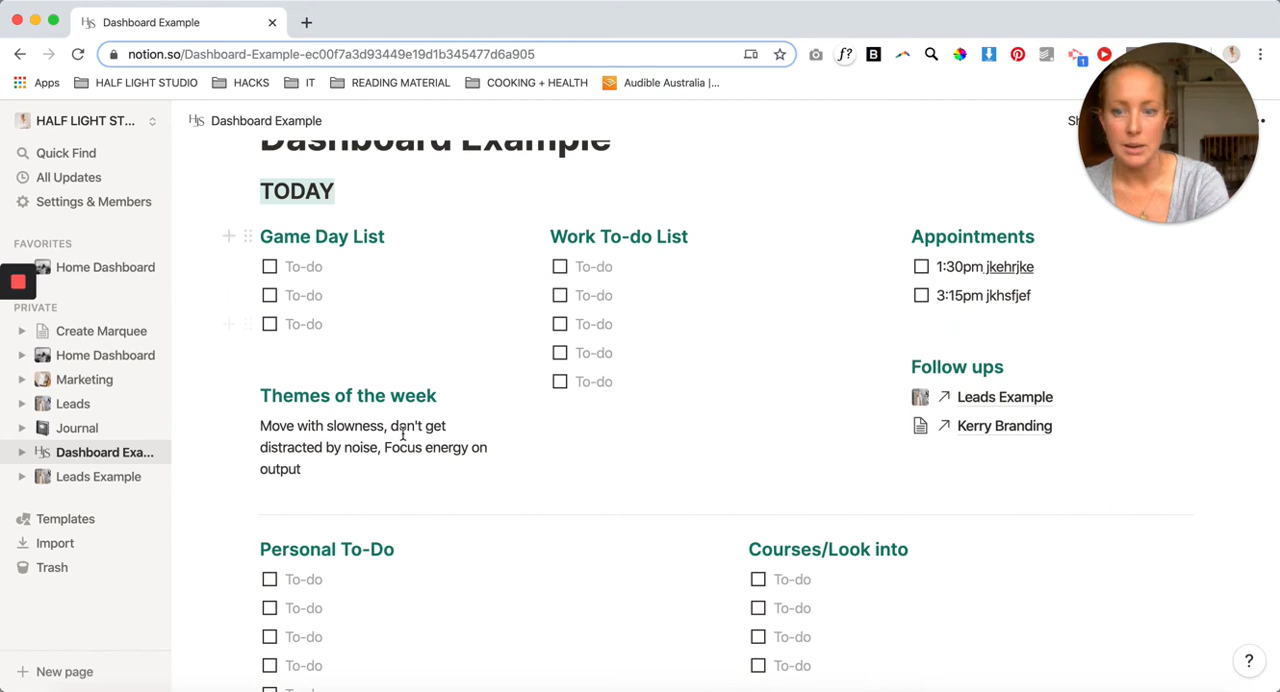 Dashboard Example
notion.so/Dashboard-Example-ec00f7a3d93449e19d1b345477d6a905
f?
B
1
Apps
HALF LIGHT STUDIO
HACKS
IT
READING MATERIAL
COOKING + HEALTH
Audible Australia |...
HALF LIGHT ST...
Quick Find
All Updates
Settings & Members
FAVORITES
Home Dashboard
PRIVATE
Create Marquee
Home Dashboard
Marketing
Leads
Journal
Dashboard Exa...
Leads Example
Templates
Import
Trash
New page
Dashboard Example
Dashboard Example
TODAY
Game Day List
To-do
To-do
To-do
Themes of the week
Move with slowness, don't get
distracted by noise, Focus energy on
output
Work To-do List
To-do
To-do
To-do
To-do
To-do
Appointments
1:30pm jkehrjke
3:15pm jkhsfjef
Follow ups
Leads Example
Kerry Branding
Personal To-Do
To-do
To-do
To-do
To-do
Courses/Look into
To-do
To-do
To-do
To-do
?